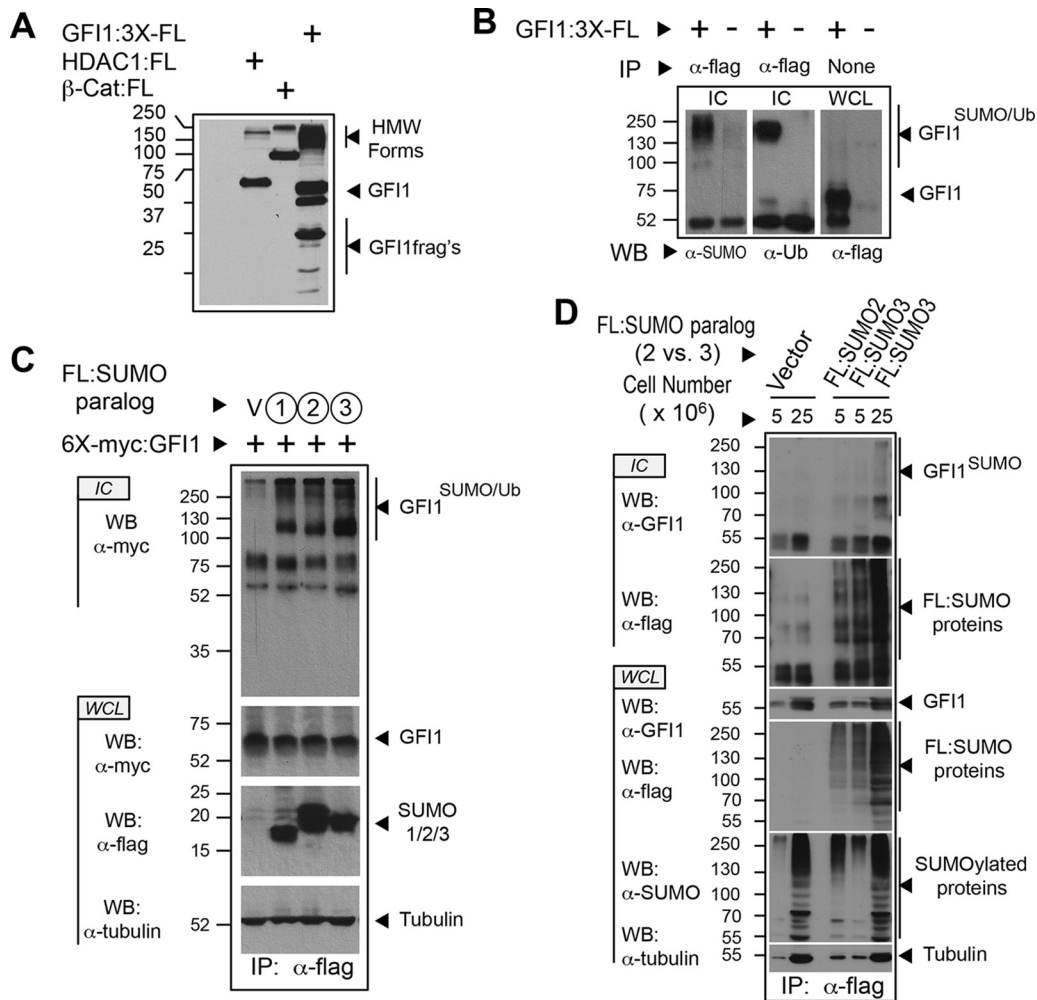 A
GFI1:3X-FL +
HDAC1:FL +
β-Cat:FL +
250
150
100
75
50
37
25
HMW
Forms
GFI1
GFI1frag's
B
GFI1:3X-FL + - + - + -
IP α-flag α-flag None
IC IC WCL
250
130
100
75
52
GFI1 SUMO/Ub
GFI1
WB α-SUMO α-Ub α-flag
C
FL:SUMO
paralog V 1 2 3
6X-myc:GFI1 + + + +
IC
WB
α-myc
250
130
100
75
52
35
GFI1 SUMO/Ub
WCL
WB:
α-myc
75
52
GFI1
WB:
α-flag
25
20
15
SUMO
1/2/3
WB:
α-tubulin
52
Tubulin
IP: α-flag
D
FL:SUMO paralog
(2 vs. 3)
Cell Number
( x 10⁶)
Vector
FL:SUMO2
FL:SUMO3
FL:SUMO3
5 25 5 5 25
IC
WB:
α-GFI1
250
130
100
70
55
GFI1 SUMO
WB:
α-flag
250
130
100
70
55
FL:SUMO
proteins
WCL
WB:
α-GFI1
55
GFI1
WB:
α-flag
250
130
100
70
55
FL:SUMO
proteins
WB:
α-SUMO
250
130
100
70
55
SUMOylated
proteins
WB:
α-tubulin
55
Tubulin
IP: α-flag